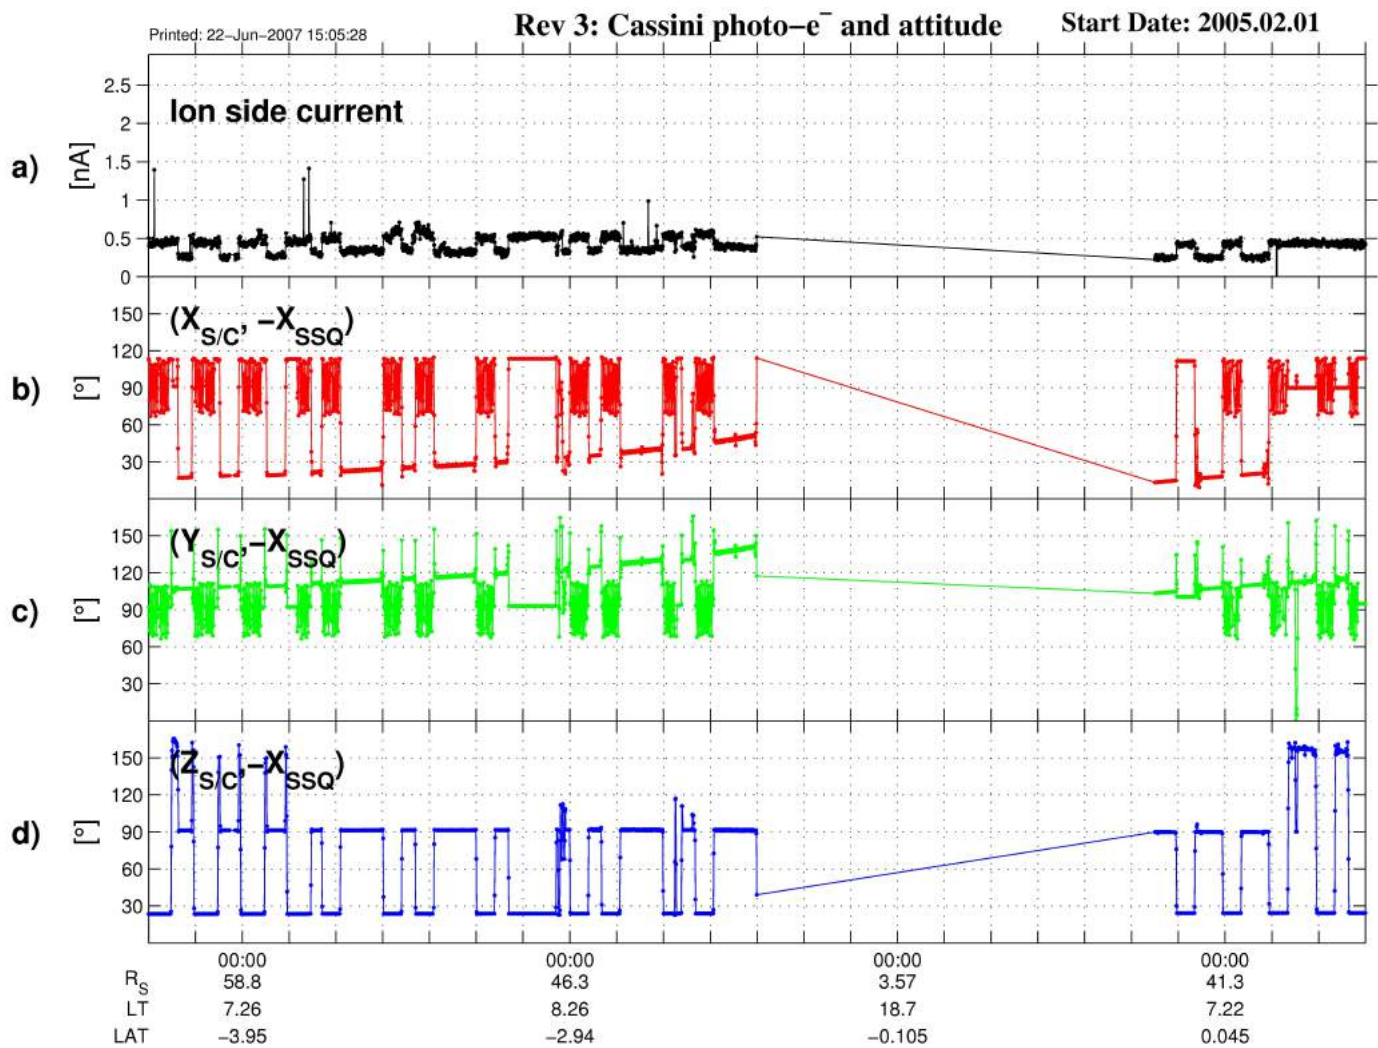 Rev 3: Cassini photo−e− and attitude Start Date: 2005.02.01
Printed: 22−Jun−2007 15:05:28
a)
[nA]
2.5
2
1.5
1
0.5
0
Ion side current
b)
[°]
150
120
90
60
30
(X_S/C, −X_SSQ)
c)
[°]
150
120
90
60
30
(Y_S/C,−X_SSQ)
d)
[°]
150
120
90
60
30
(Z_S/C,−X_SSQ)
00:00 00:00 00:00 00:00
R_S 58.8 46.3 3.57 41.3
LT 7.26 8.26 18.7 7.22
LAT −3.95 −2.94 −0.105 0.045